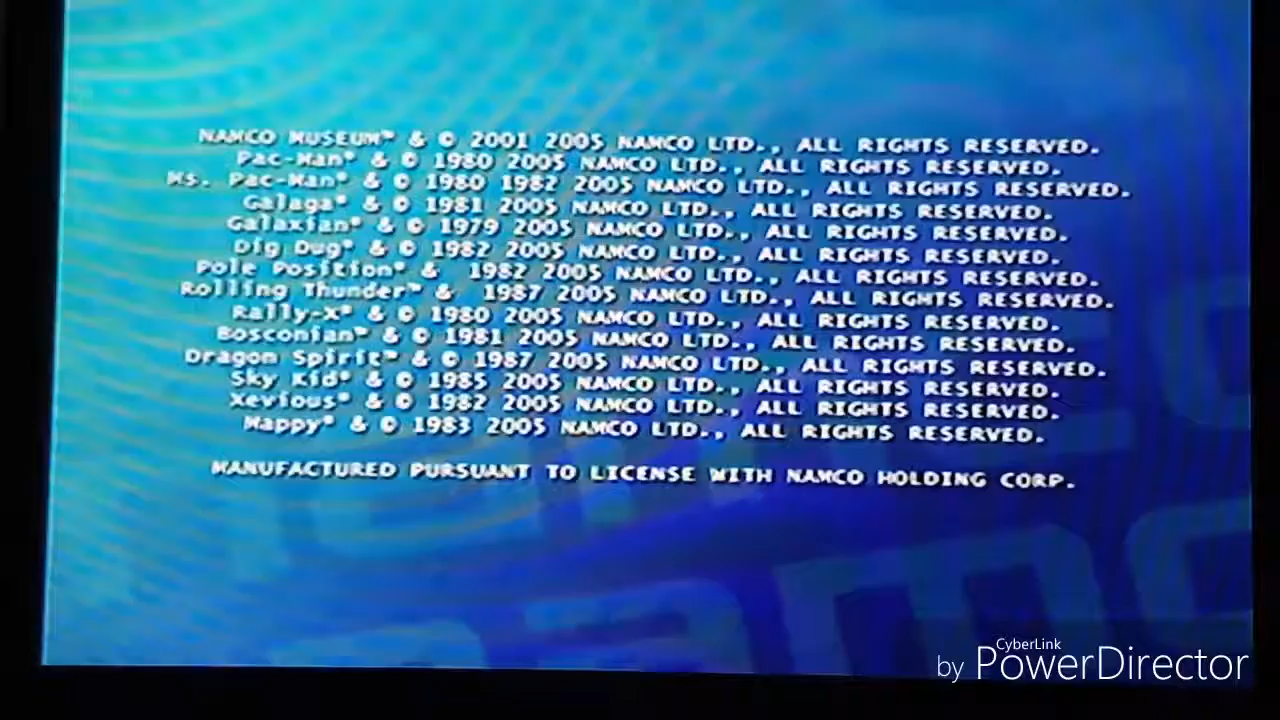 NAMCO MUSEUM™ & © 2001 2005 NAMCO LTD., ALL RIGHTS RESERVED.
Pac-Man® & © 1980 2005 NAMCO LTD., ALL RIGHTS RESERVED.
Ms. Pac-Man® & © 1980 1982 2005 NAMCO LTD., ALL RIGHTS RESERVED.
Galaga® & © 1981 2005 NAMCO LTD., ALL RIGHTS RESERVED.
Galaxian® & © 1979 2005 NAMCO LTD., ALL RIGHTS RESERVED.
Dig Dug® & © 1982 2005 NAMCO LTD., ALL RIGHTS RESERVED.
Pole Position® & 1982 2005 NAMCO LTD., ALL RIGHTS RESERVED.
Rolling Thunder™ & 1987 2005 NAMCO LTD., ALL RIGHTS RESERVED.
Rally-X® & © 1980 2005 NAMCO LTD., ALL RIGHTS RESERVED.
Bosconian™ & © 1981 2005 NAMCO LTD., ALL RIGHTS RESERVED.
Dragon Spirit™ & © 1987 2005 NAMCO LTD., ALL RIGHTS RESERVED.
Sky Kid® & © 1985 2005 NAMCO LTD., ALL RIGHTS RESERVED.
Xevious® & © 1982 2005 NAMCO LTD., ALL RIGHTS RESERVED.
Mappy® & © 1983 2005 NAMCO LTD., ALL RIGHTS RESERVED.
MANUFACTURED PURSUANT TO LICENSE WITH NAMCO HOLDING CORP.
CyberLink
by PowerDirector